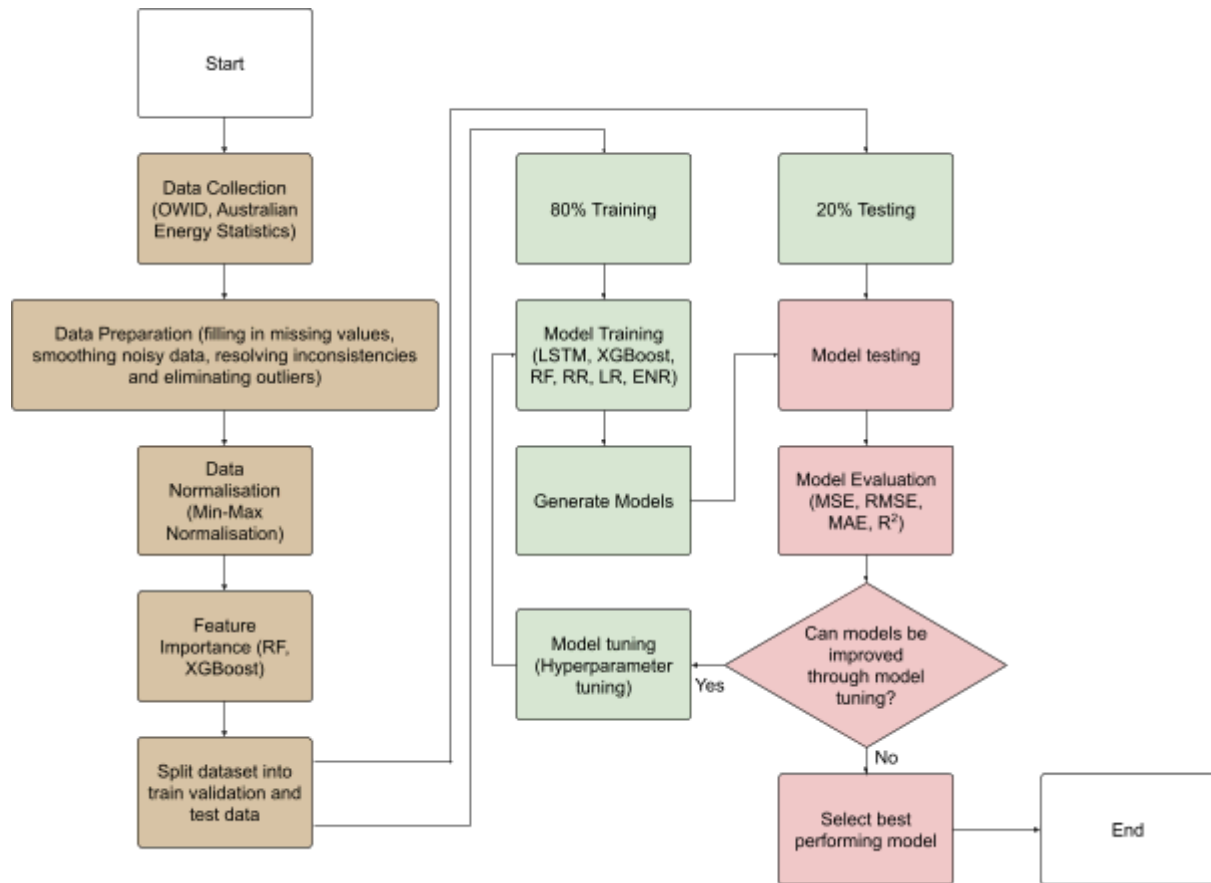 Start
Data Collection
(OWID, Australian
Energy Statistics)
Data Preparation (filling in missing values,
smoothing noisy data, resolving inconsistencies
and eliminating outliers)
Data
Normalisation
(Min-Max
Normalisation)
Feature
Importance (RF,
XGBoost)
Split dataset into
train validation and
test data
80% Training
Model Training
(LSTM, XGBoost,
RF, RR, LR, ENR)
Generate Models
Model tuning
(Hyperparameter
tuning)
20% Testing
Model testing
Model Evaluation
(MSE, RMSE,
MAE, R²)
Can models be
improved
through model
tuning?
Yes
No
Select best
performing model
End